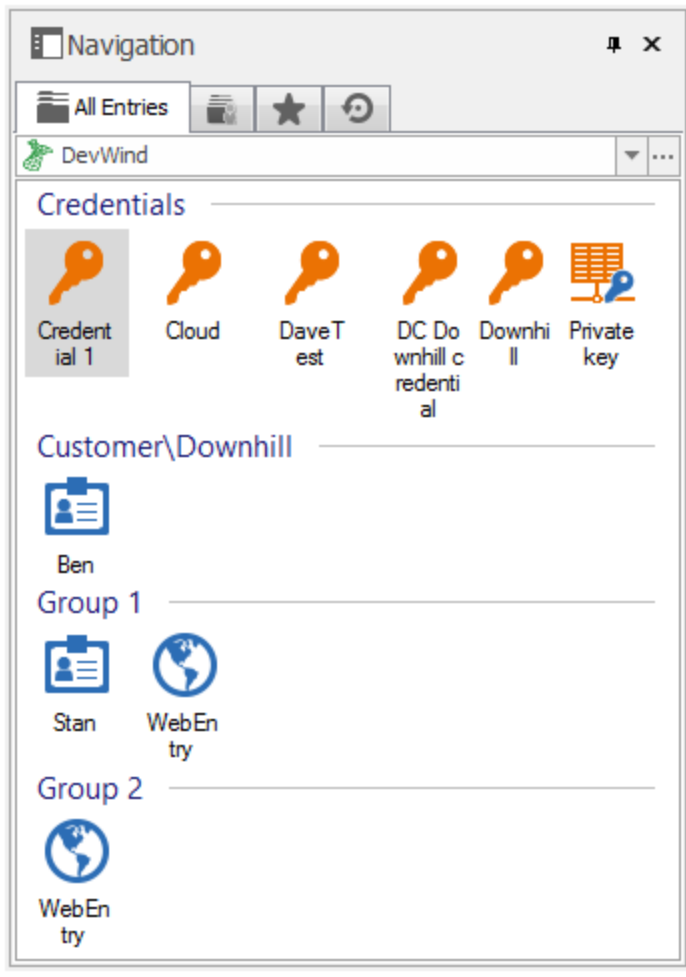 Navigation
All Entries
DevWind
Credentials
Credent Cloud DaveT DC Do Downhi Private
ial 1 est wnhill c ll key
redenti
al
Customer\Downhill
Ben
Group 1
Stan WebEn
try
Group 2
WebEn
try